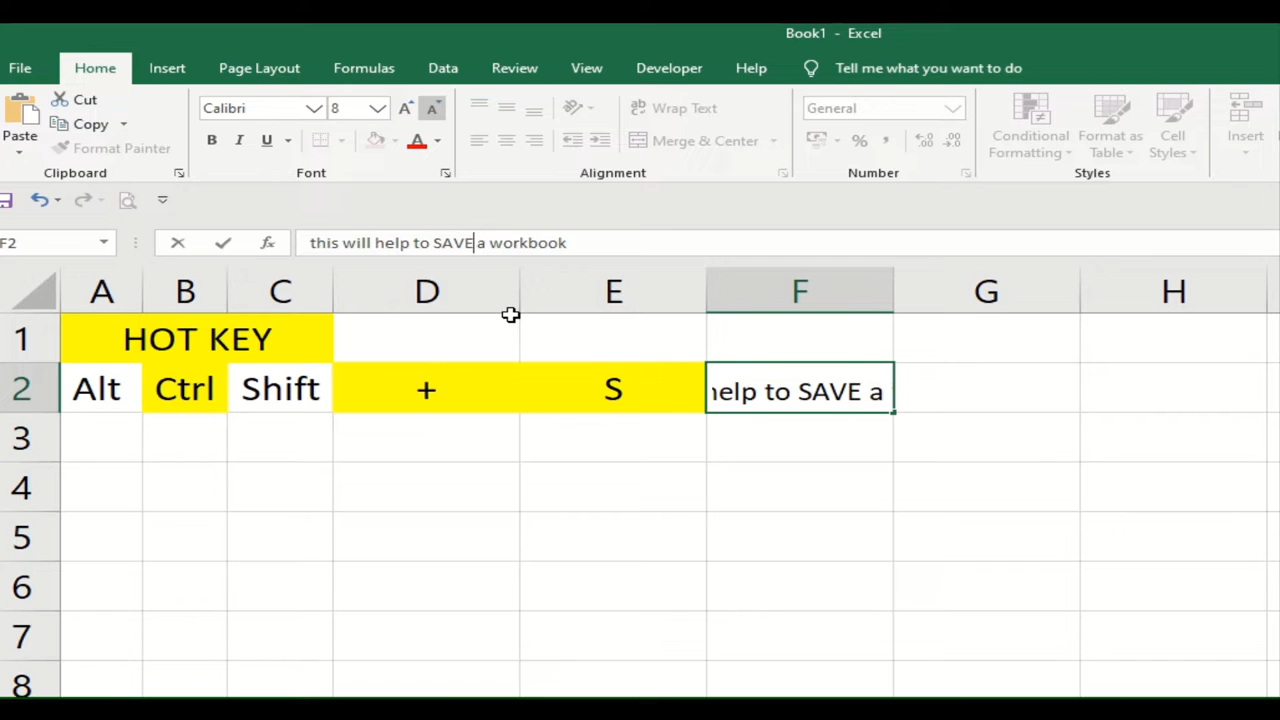 Book1 - Excel
File Home Insert Page Layout Formulas Data Review View Developer Help Tell me what you want to do
Cut
Copy
Format Painter
Paste
Clipboard
Calibri 8 A A
B I U A
Font
ab Wrap Text
Merge & Center
Alignment
General
% , .00
Number
Conditional Formatting
Format as Table
Cell Styles
Styles
Insert
F2 fx this will help to SAVE a workbook
A B C D E F G H
1 HOT KEY
2 Alt Ctrl Shift + S help to SAVE a
3
4
5
6
7
8